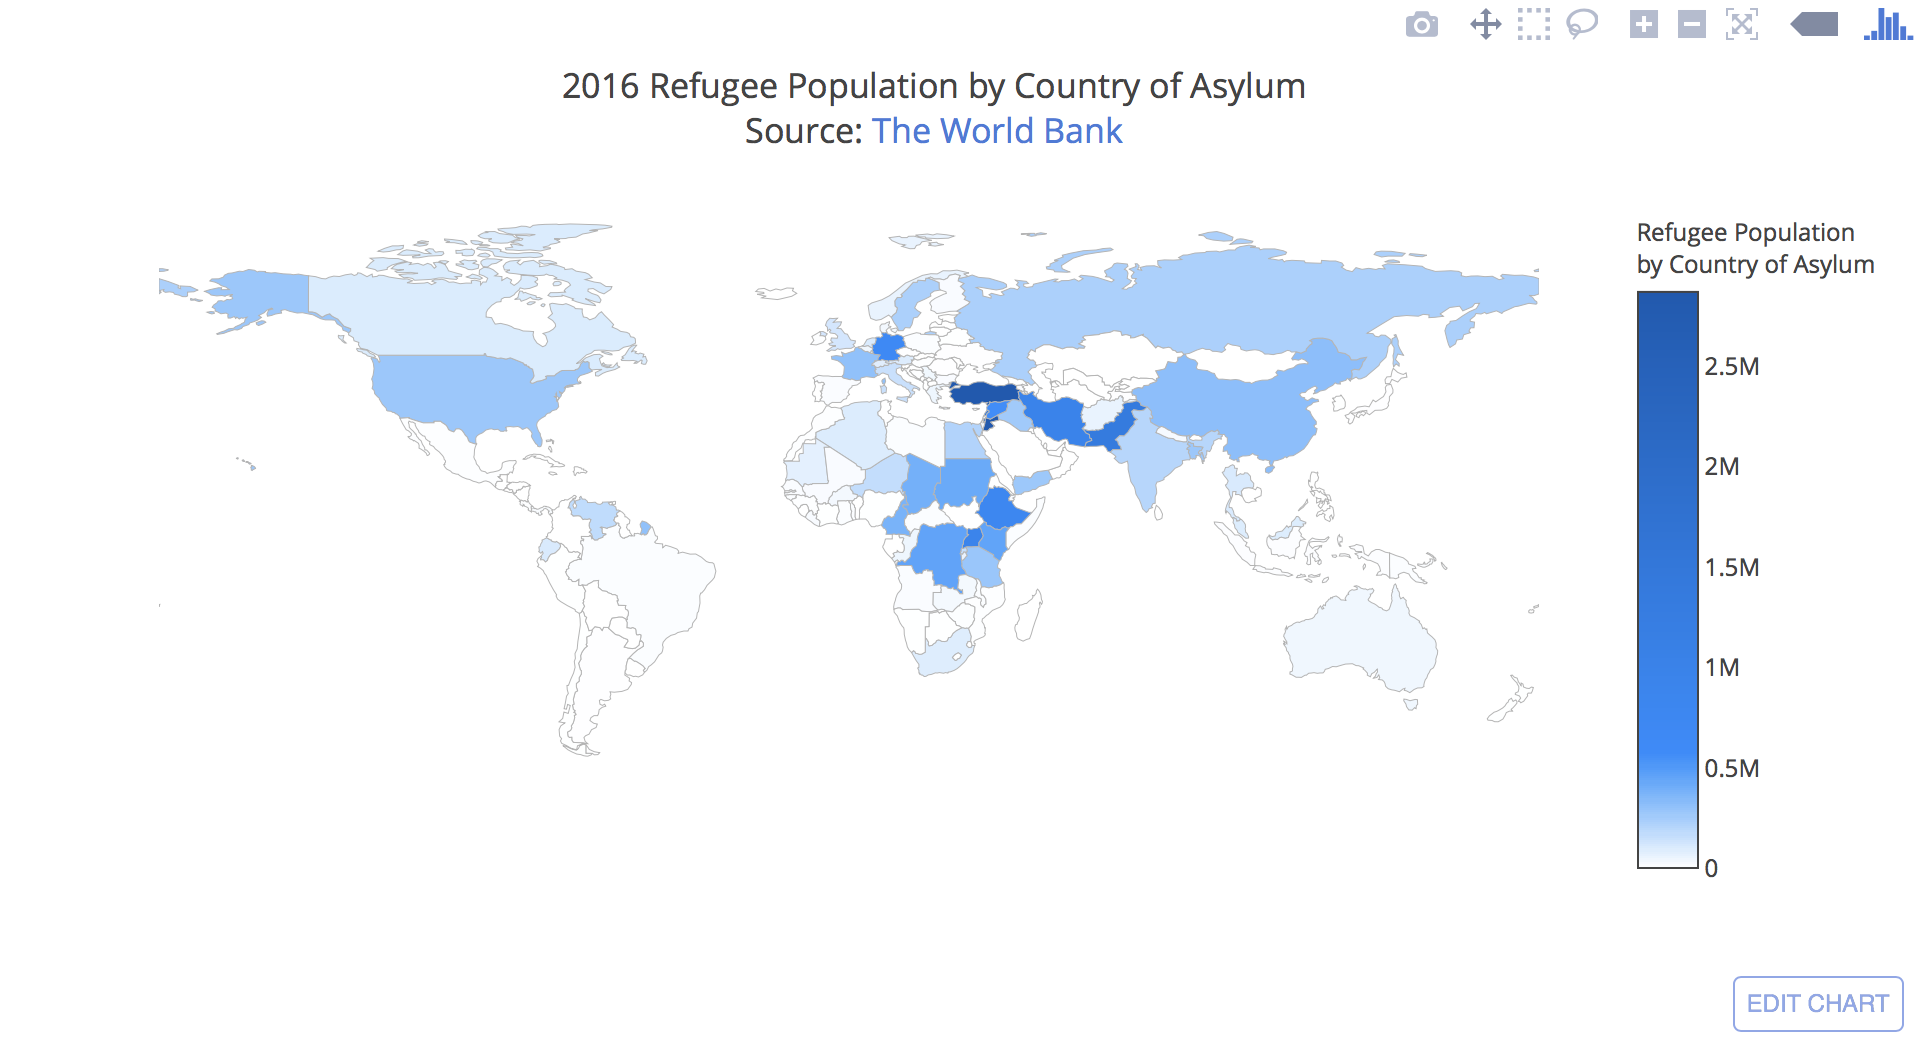 2016 Refugee Population by Country of Asylum
Source: The World Bank
Refugee Population
by Country of Asylum
2.5M
2M
1.5M
1M
0.5M
0
EDIT CHART